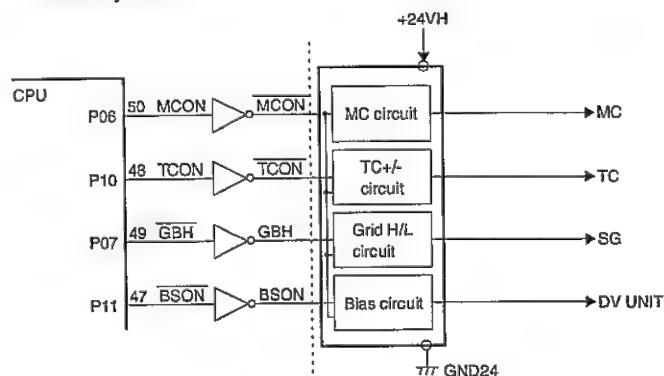 +24VH
CPU
P06 50 MCON MCON MC circuit MC
P10 48 TCON TCON TC+/- circuit TC
P07 49 GBH GBH Grid H/L circuit SG
P11 47 BSON BSON Bias circuit DV UNIT
GND24